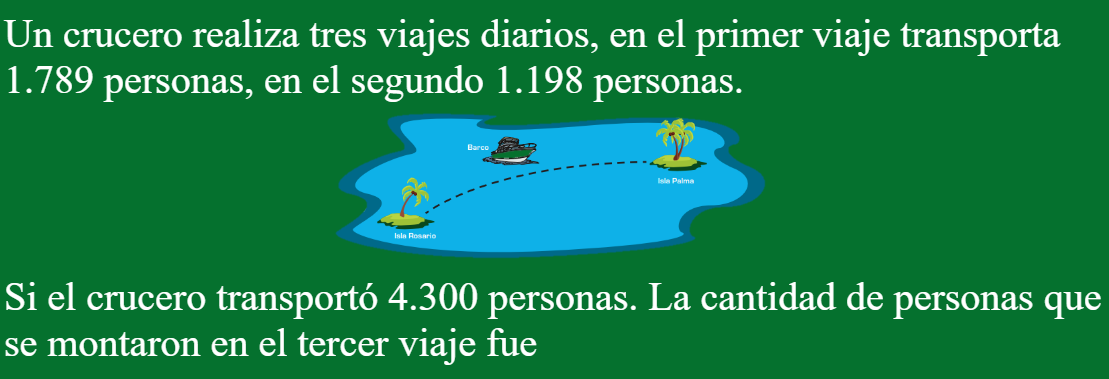 Un crucero realiza tres viajes diarios, en el primer viaje transporta
1.789 personas, en el segundo 1.198 personas.
Barco
Isla Palma
Isla Rosario
Si el crucero transportó 4.300 personas. La cantidad de personas que
se montaron en el tercer viaje fue